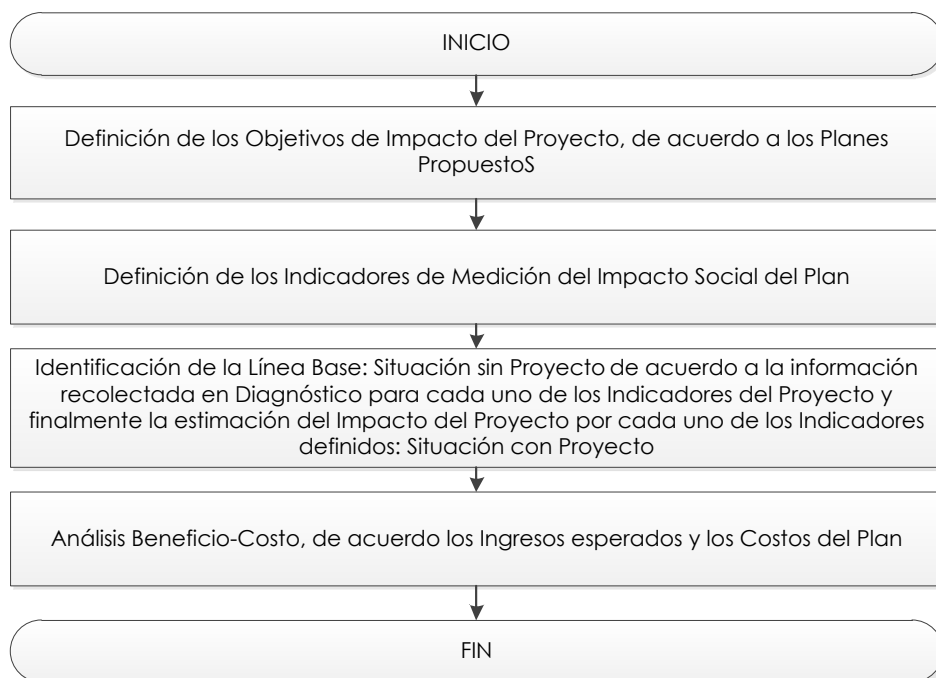 INICIO
Definición de los Objetivos de Impacto del Proyecto, de acuerdo a los Planes
PropuestoS
Definición de los Indicadores de Medición del Impacto Social del Plan
Identificación de la Línea Base: Situación sin Proyecto de acuerdo a la información
recolectada en Diagnóstico para cada uno de los Indicadores del Proyecto y
finalmente la estimación del Impacto del Proyecto por cada uno de los Indicadores
definidos: Situación con Proyecto
Análisis Beneficio-Costo, de acuerdo los Ingresos esperados y los Costos del Plan
FIN